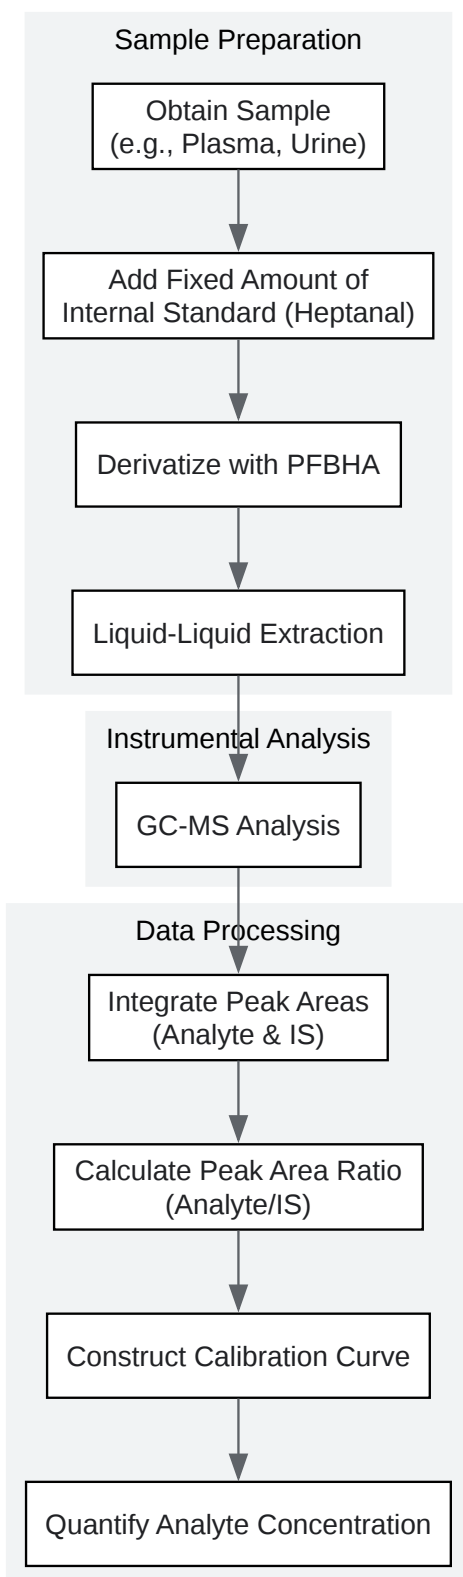 Sample Preparation
Obtain Sample
(e.g., Plasma, Urine)
Add Fixed Amount of
Internal Standard (Heptanal)
Derivatize with PFBHA
Liquid-Liquid Extraction
Instrumental Analysis
GC-MS Analysis
Data Processing
Integrate Peak Areas
(Analyte & IS)
Calculate Peak Area Ratio
(Analyte/IS)
Construct Calibration Curve
Quantify Analyte Concentration